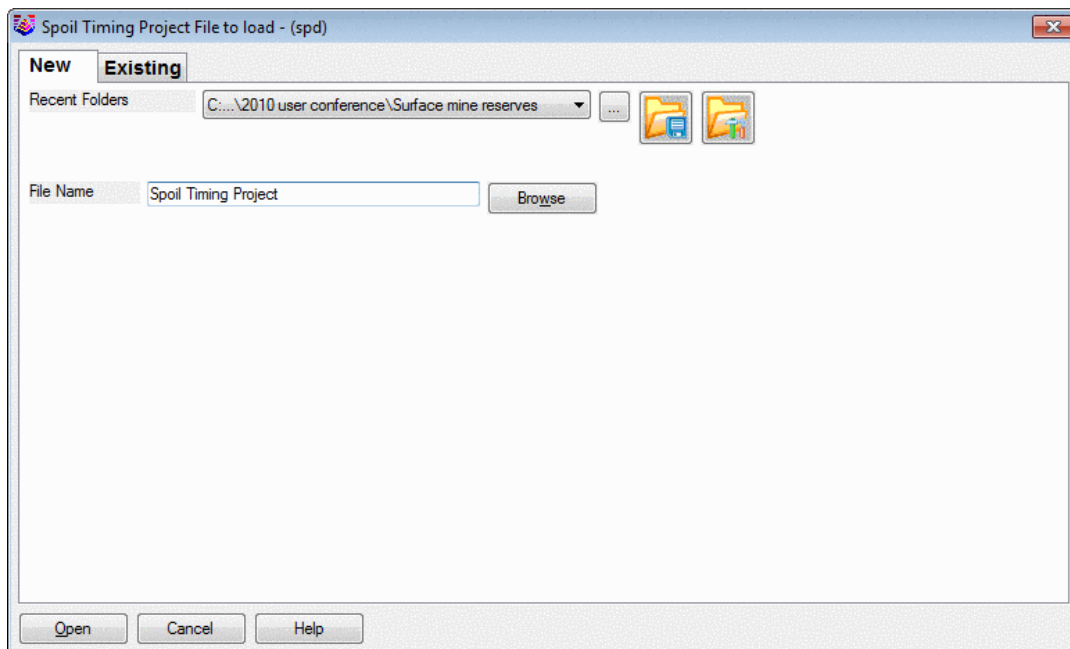 Spoil Timing Project File to load - (spd)
New Existing
Recent Folders C:...\2010 user conference\Surface mine reserves ...
File Name Spoil Timing Project Browse
Open Cancel Help